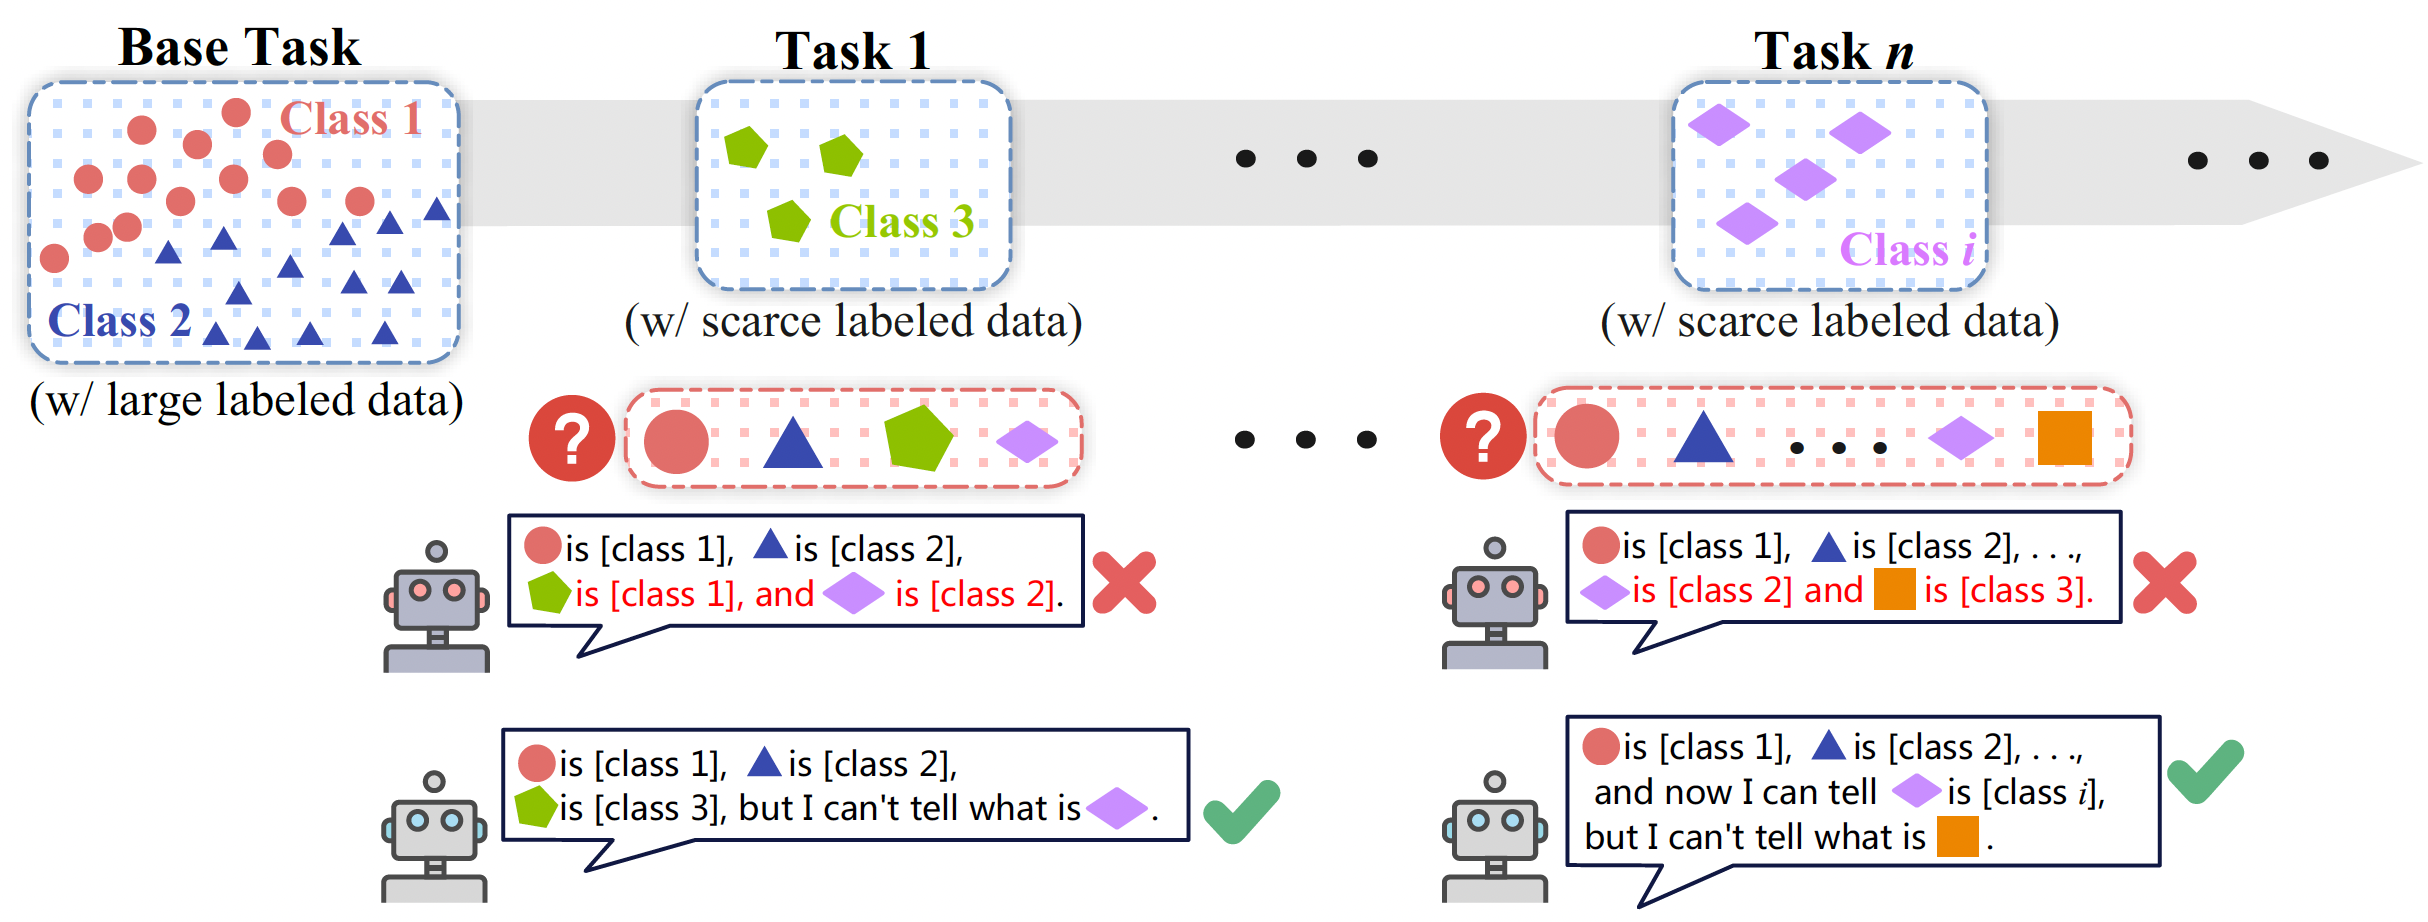 Base Task
Task 1
Task n
Class 1
Class 2
Class 3
Class i
(w/ large labeled data)
(w/ scarce labeled data)
(w/ scarce labeled data)
?
?
is [class 1], is [class 2],
is [class 1], and is [class 2].
is [class 1], is [class 2], . . .,
is [class 2] and is [class 3].
is [class 1], is [class 2],
is [class 3], but I can't tell what is .
is [class 1], is [class 2], . . .,
and now I can tell is [class i],
but I can't tell what is .